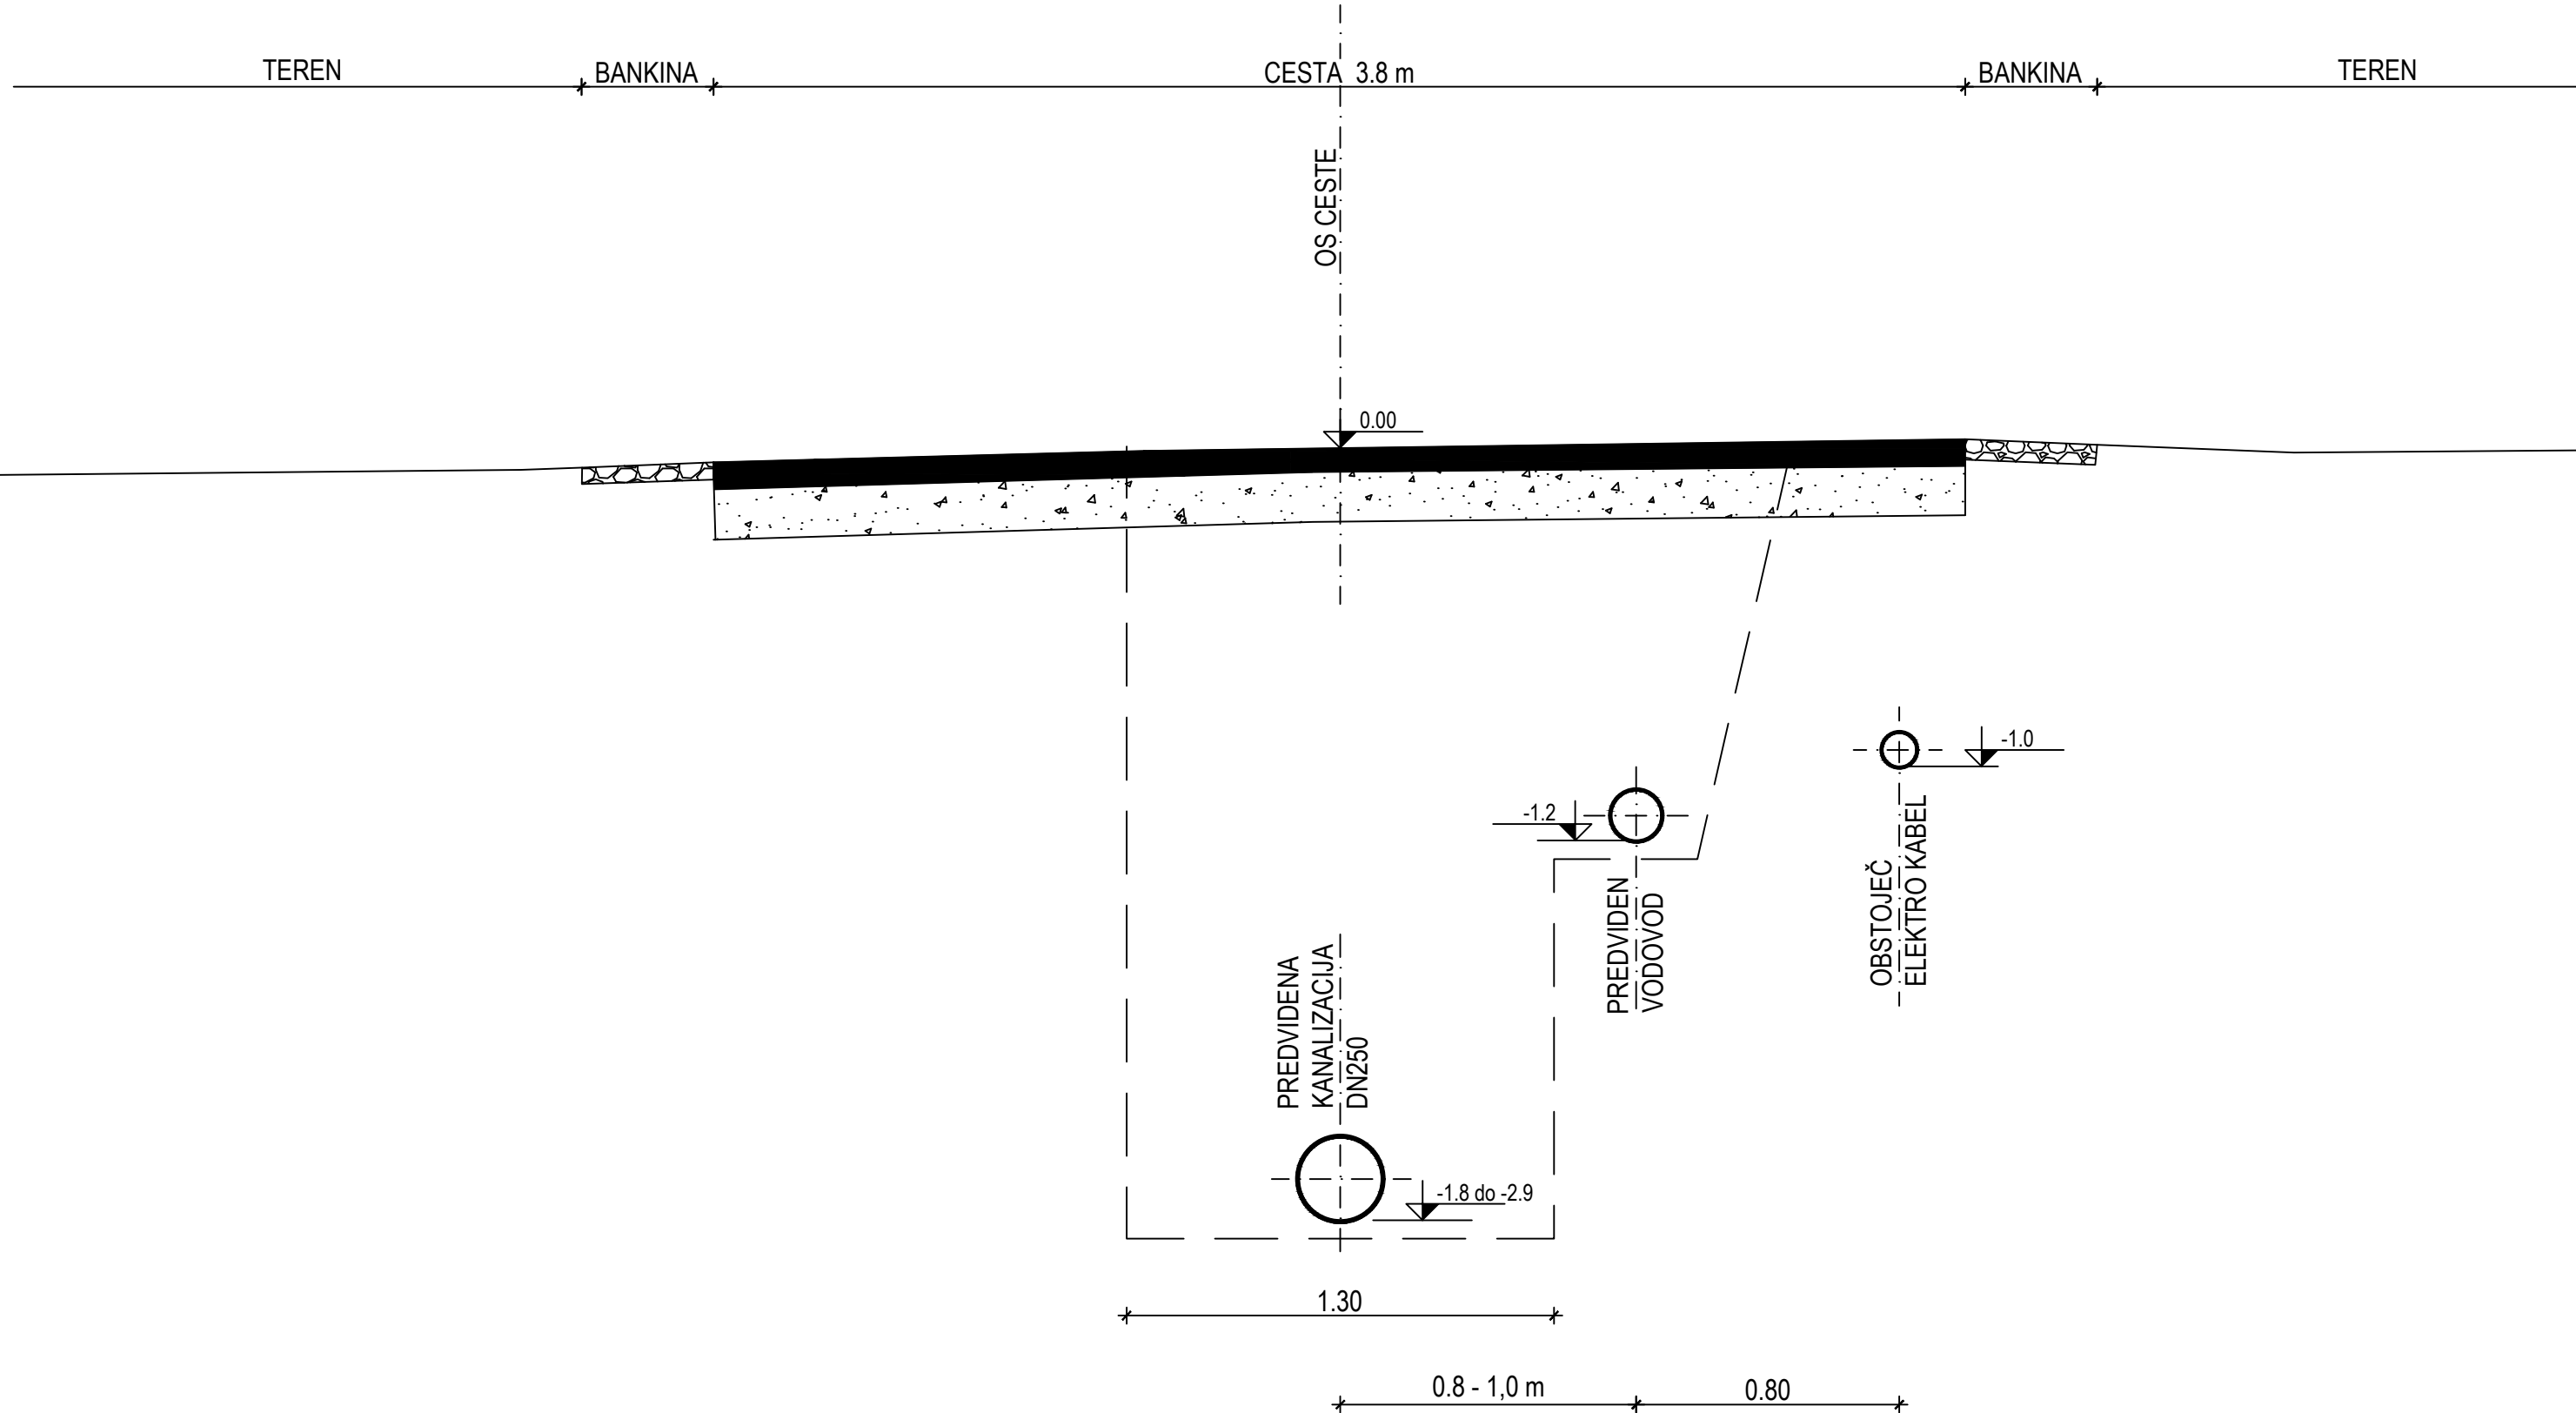 TEREN
BANKINA
CESTA 3.8 m
BANKINA
TEREN
OS CESTE
0.00
-1.0
-1.2
OBSTOJEČ
ELEKTRO KABEL
PREDVIDEN
VODOVOD
PREDVIDENA
KANALIZACIJA
DN250
-1.8 do -2.9
1.30
0.8 - 1,0 m
0.80